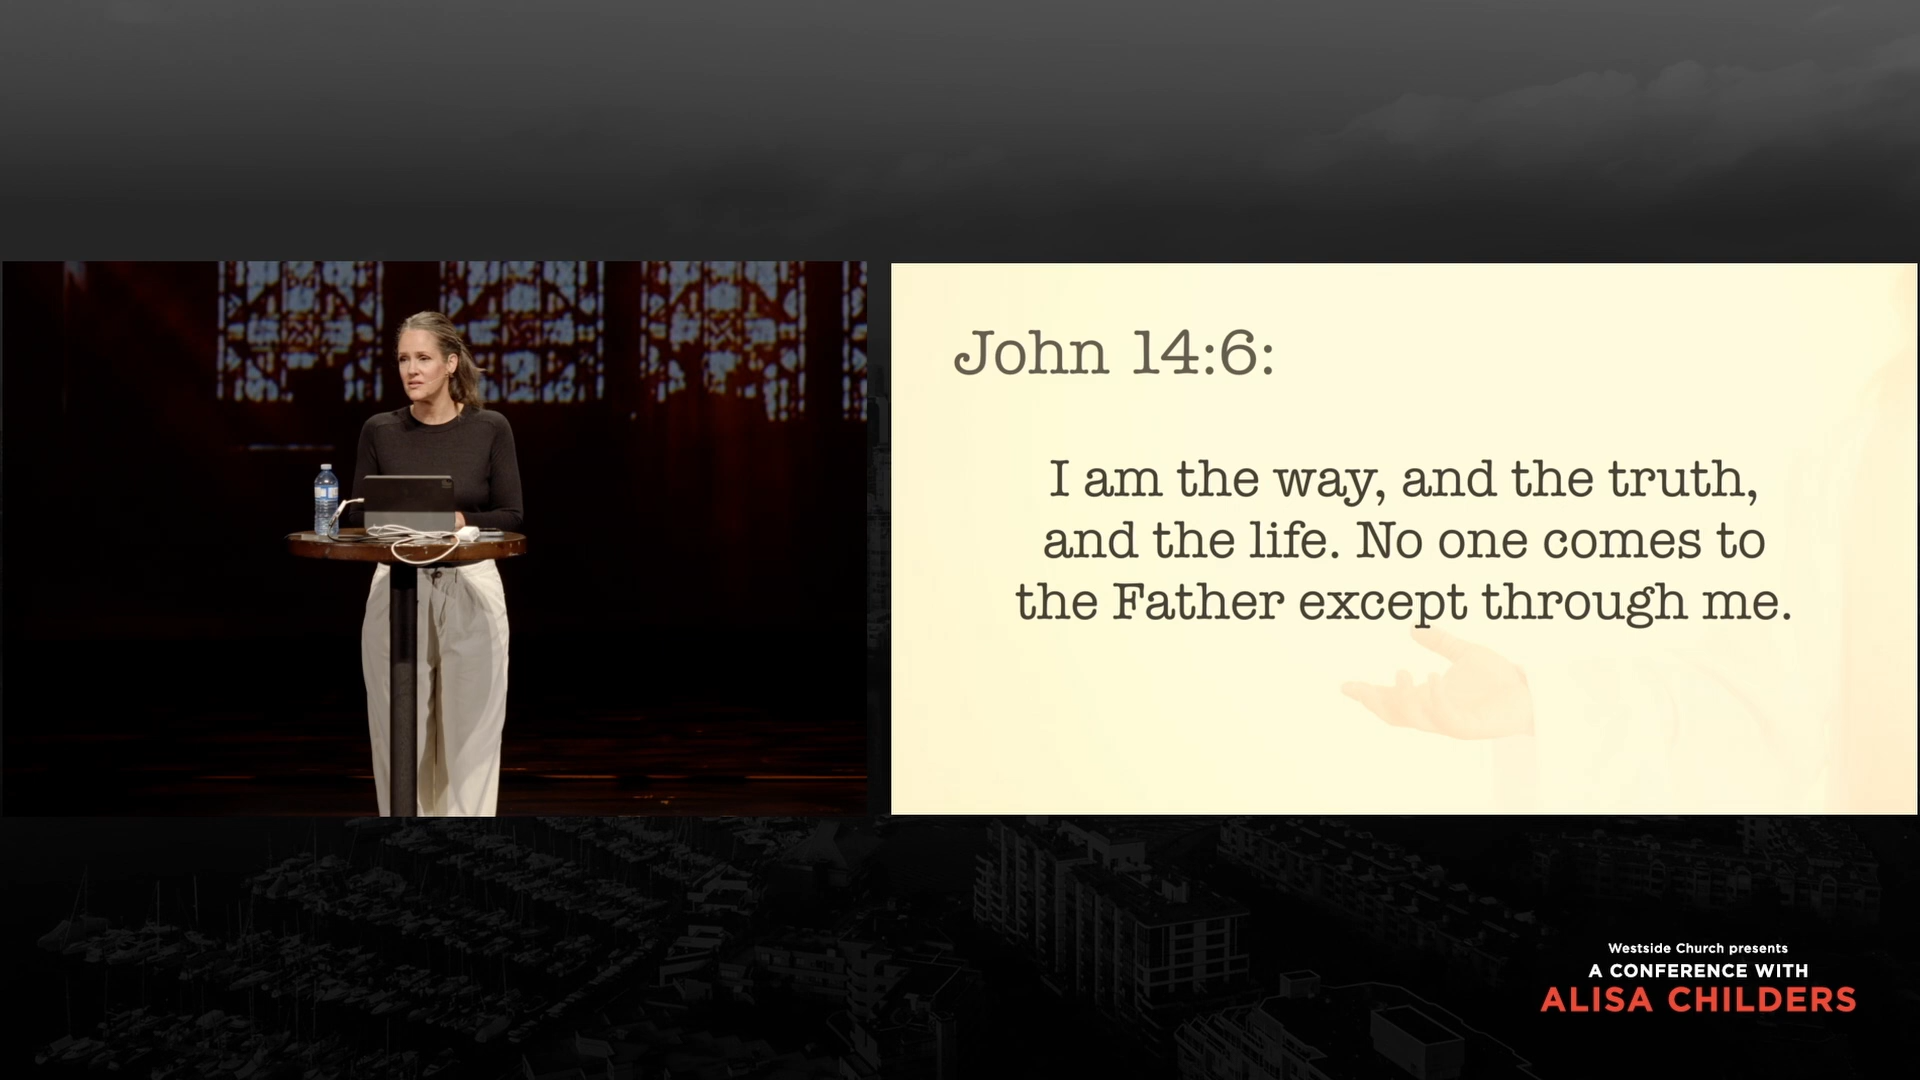 John 14:6:
I am the way, and the truth,
and the life. No one comes to
the Father except through me.
Westside Church presents
A CONFERENCE WITH
ALISA CHILDERS